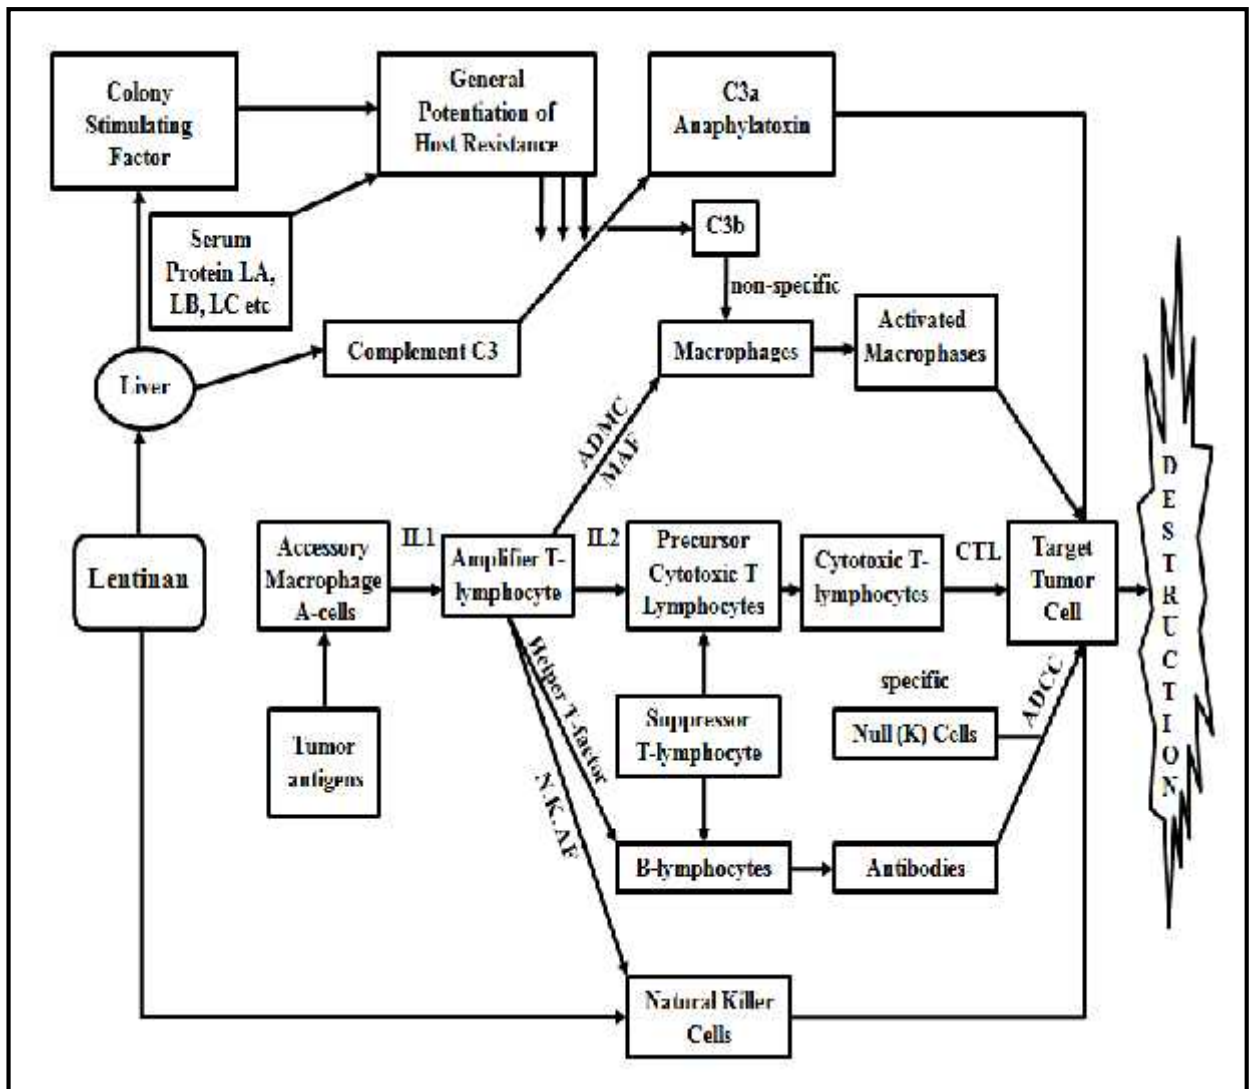 Colony
Stimulating
Factor
General
Potentiation of
Host Resistance
C3a
Anaphylatoxin
Serum
Protein LA,
LB, LC etc
C3b
non-specific
Complement C3
Macrophages
Activated
Macrophases
Liver
ADMC
MAF
Lentinan
Accessory
Macrophage
A-cells
IL1
Amplifier T-
lymphocyte
IL2
Precursor
Cytotoxic T
Lymphocytes
Cytotoxic T-
lymphocytes
CTL
Target
Tumor
Cell
DESTRUCTION
Tumor
antigens
Helper T-factor
N.K. AF
Suppressor
T-lymphocyte
specific
Null (K) Cells
ADCC
B-lymphocytes
Antibodies
Natural Killer
Cells